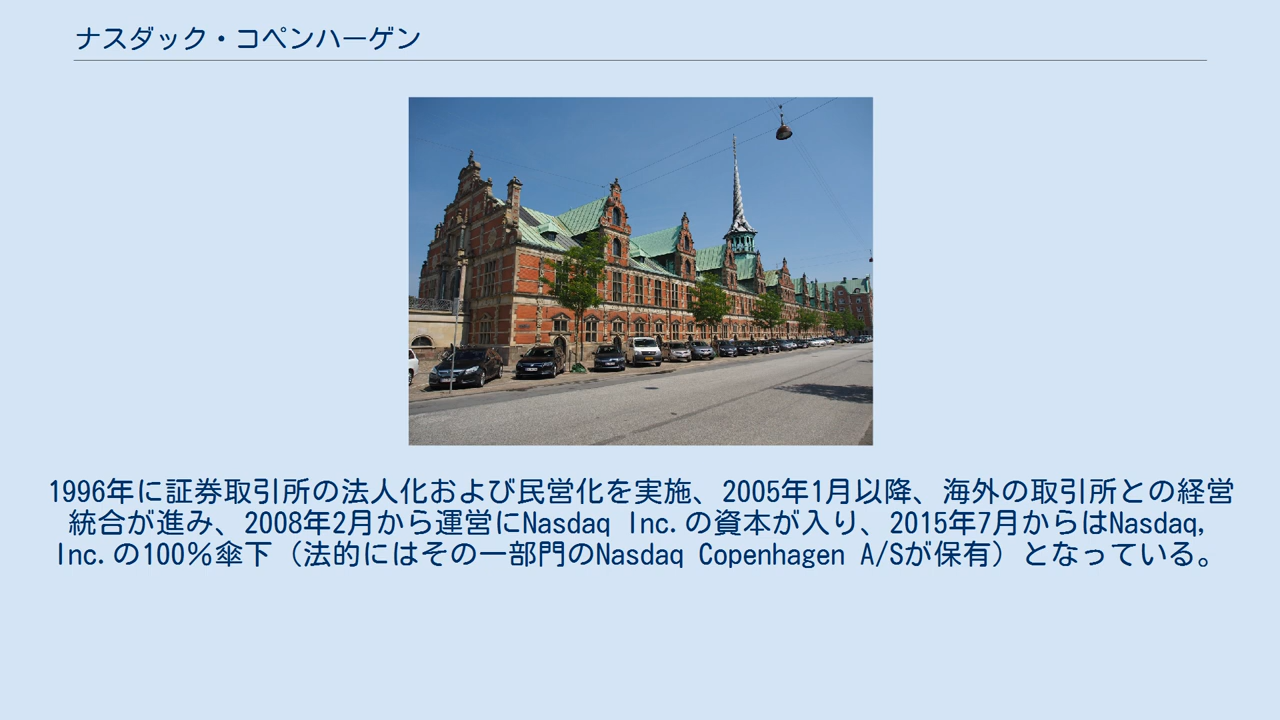 ナスダック・コペンハーゲン
1996年に証券取引所の法人化および民営化を実施、2005年1月以降、海外の取引所との経営
統合が進み、2008年2月から運営にNasdaq Inc.の資本が入り、2015年7月からはNasdaq,
Inc.の100%傘下（法的にはその一部門のNasdaq Copenhagen A/Sが保有）となっている。